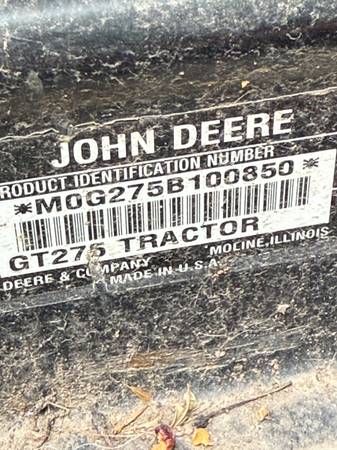 JOHN DEERE
PRODUCT IDENTIFICATION NUMBER
*M0G275B100850*
GT275 TRACTOR
DEERE & COMPANY MOLINE, ILLINOIS
MADE IN U.S.A.